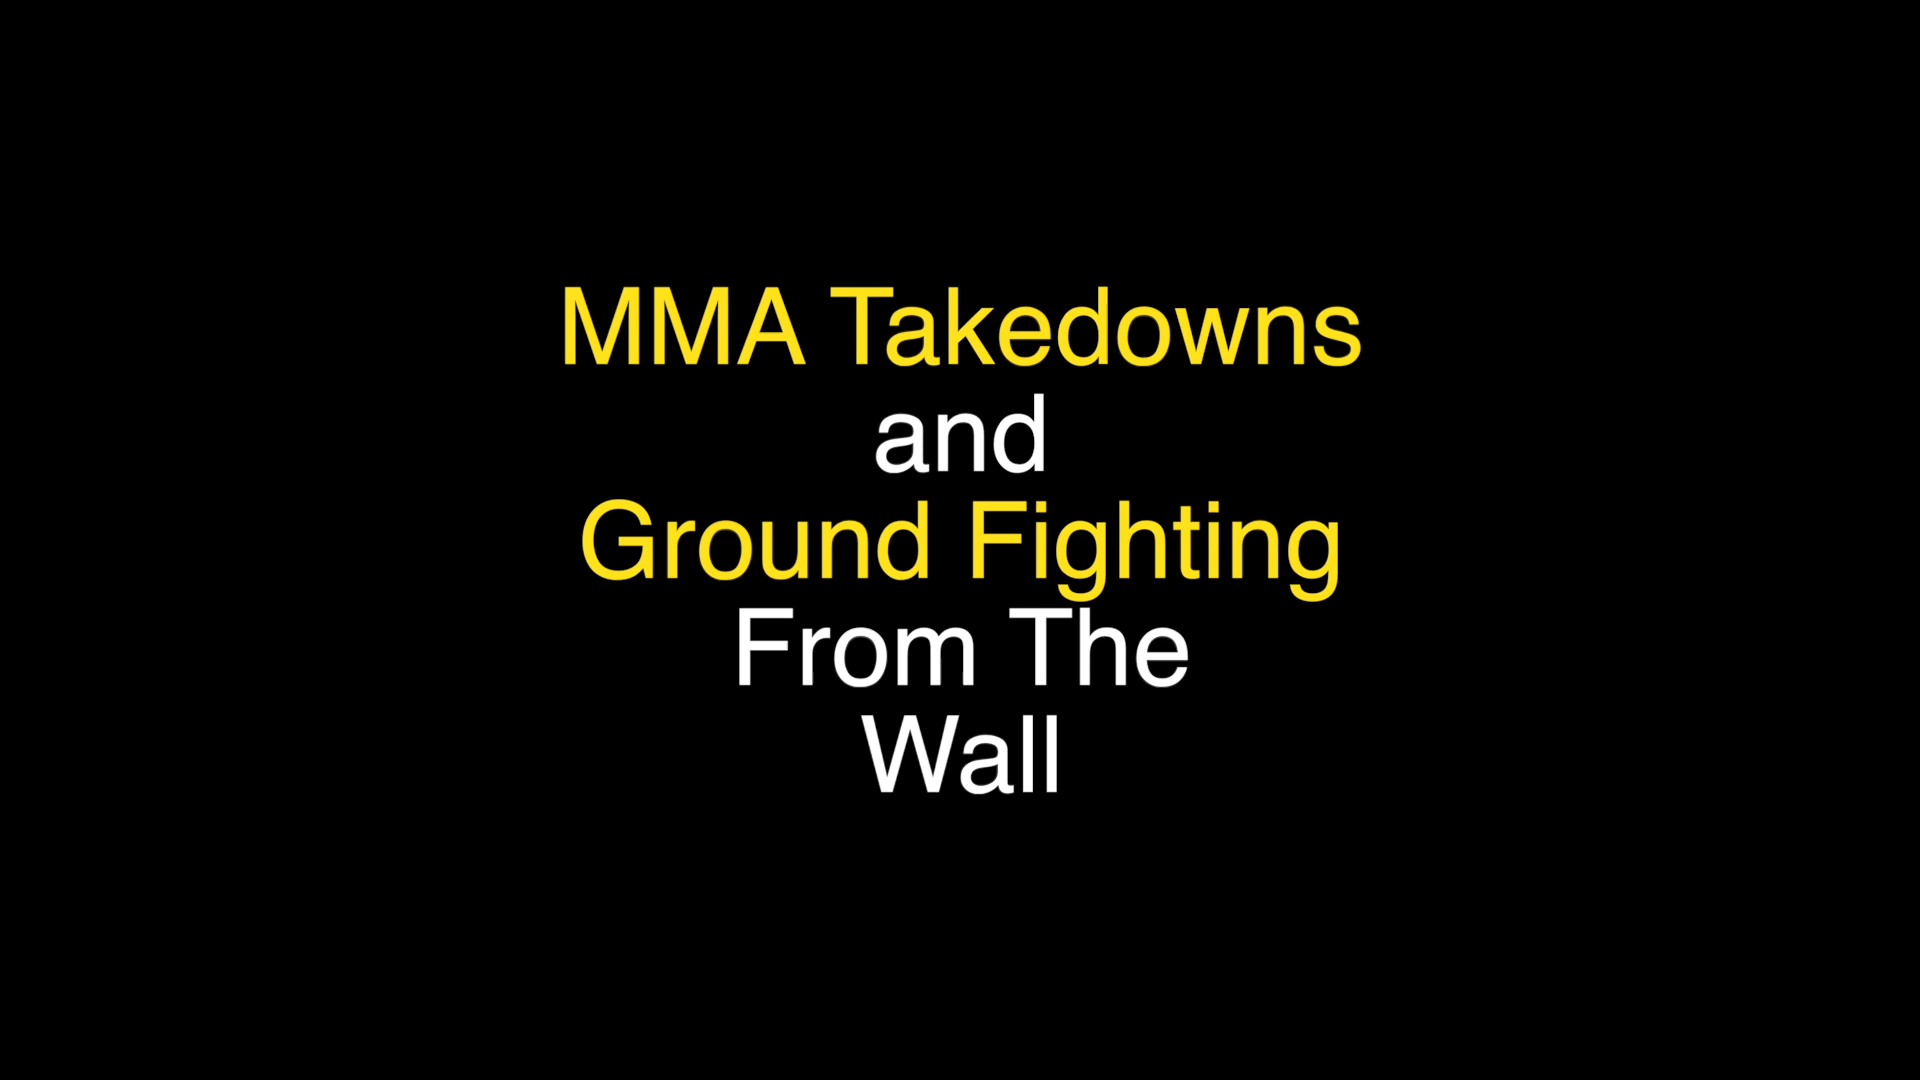 MMA Takedowns
and
Ground Fighting
From The
Wall